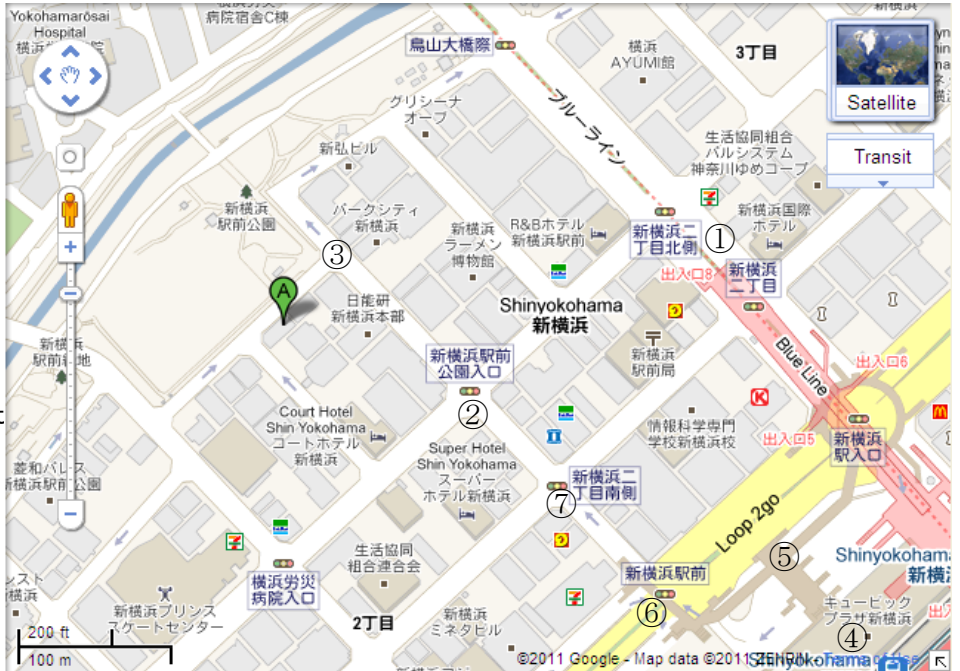 Yokohamarōsai
Hospital
病院宿舎C棟
鳥山大橋際
横浜
AYUMI館
3丁目
Satellite
Transit
グリシーナ
オーブ
ブルーライン
生活協同組合
パルシステム
神奈川ゆめコープ
新弘ビル
新横浜
駅前公園
パークシティ
新横浜
③
新横浜
ラーメン
博物館
R&Bホテル
新横浜駅前
新横浜二
丁目北側
①
新横浜国際
ホテル
出入口8
新横浜
二丁目
A
日能研
新横浜本部
Shinyokohama
新横浜
新横浜
駅前局
Blue Line
出入口6
新横浜駅前
公園入口
②
Court Hotel
Shin Yokohama
コートホテル
新横浜
情報科学専門
学校新横浜校
K
出入口5
新横浜
駅入口
Super Hotel
Shin Yokohama
スーパー
ホテル新横浜
菱和パレス
新横浜駅前公園
新横浜二
丁目南側
⑦
Loop 2go
横浜労災
病院入口
生活協同
組合連合会
新横浜駅前
⑥
⑤
Shinyokohama
新横浜プリンス
スケートセンター
2丁目
新横浜
ミネタビル
キュービック
プラザ新横浜
④
200 ft
100 m
©2011 Google - Map data ©2011 ZENRIN -
Shinyokohama